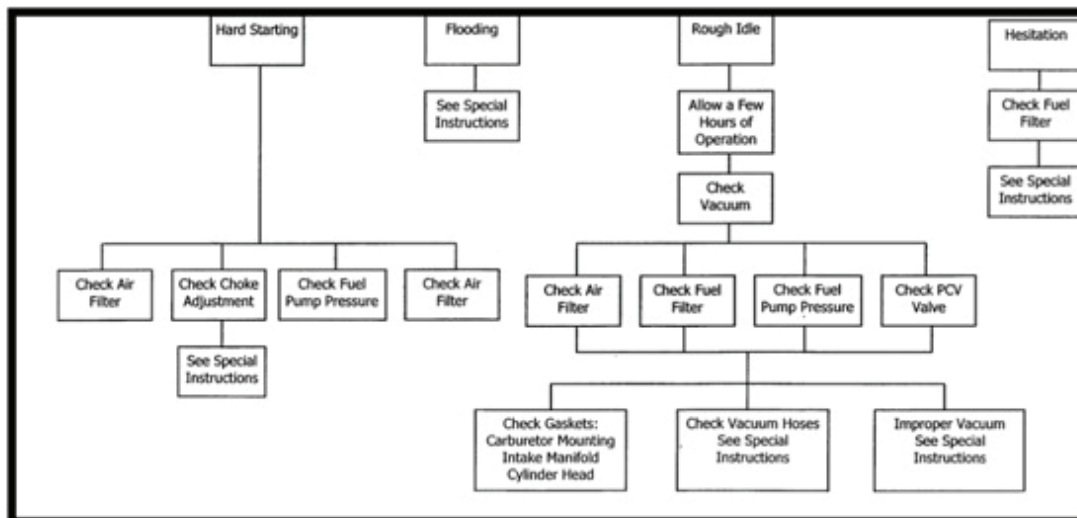 Hard Starting
Flooding
Rough Idle
Hesitation
See Special
Instructions
Allow a Few
Hours of
Operation
Check Fuel
Filter
Check
Vacuum
See Special
Instructions
Check Air
Filter
Check Choke
Adjustment
Check Fuel
Pump Pressure
Check Air
Filter
Check Air
Filter
Check Fuel
Filter
Check Fuel
Pump Pressure
Check PCV
Valve
See Special
Instructions
Check Gaskets:
Carburetor Mounting
Intake Manifold
Cylinder Head
Check Vacuum Hoses
See Special
Instructions
Improper Vacuum
See Special
Instructions